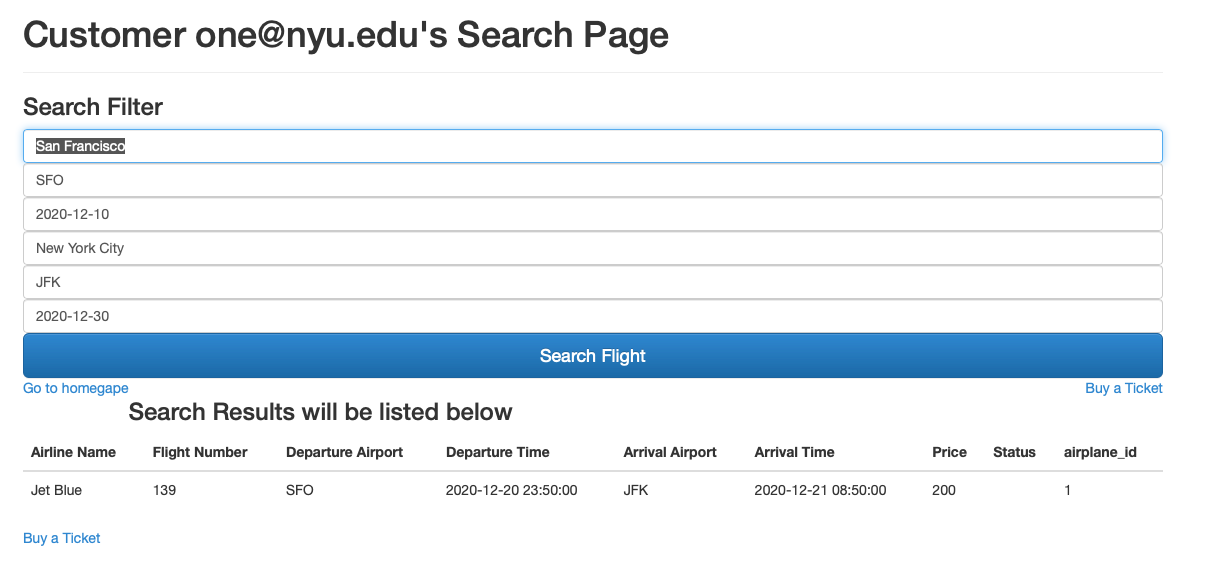 Customer one@nyu.edu's Search Page
Search Filter
San Francisco
SFO
2020-12-10
New York City
JFK
2020-12-30
Search Flight
Go to homegape Buy a Ticket
Search Results will be listed below
Airline Name Flight Number Departure Airport Departure Time Arrival Airport Arrival Time Price Status airplane_id
Jet Blue 139 SFO 2020-12-20 23:50:00 JFK 2020-12-21 08:50:00 200 1
Buy a Ticket